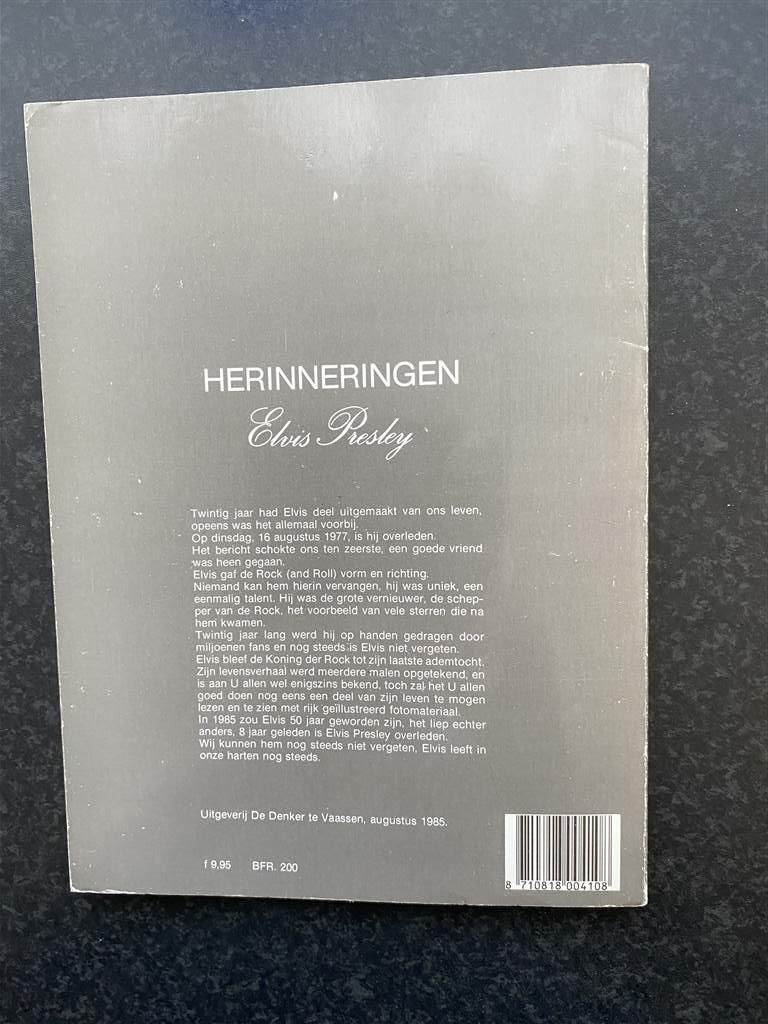 HERINNERINGEN
Elvis Presley
Twintig jaar had Elvis deel uitgemaakt van ons leven,
opeens was het allemaal voorbij.
Op dinsdag, 16 augustus 1977, is hij overleden.
Het bericht schokte ons ten zeerste, een goede vriend
was heen gegaan.
Elvis gaf de Rock (and Roll) vorm en richting.
Niemand kan hem hierin vervangen, hij was uniek, een
eenmalig talent. Hij was de grote vernieuwer, de schep-
per van de Rock, het voorbeeld van vele sterren die na
hem kwamen.
Twintig jaar lang werd hij op handen gedragen door
miljoenen fans en nog steeds is Elvis niet vergeten.
Elvis bleef de Koning der Rock tot zijn laatste ademtocht.
Zijn levensverhaal werd meerdere malen opgetekend, en
is aan U allen wel enigszins bekend, toch zal het U allen
goed doen nog eens een deel van zijn leven te mogen
lezen en te zien met rijk geïllustreerd fotomateriaal.
In 1985 zou Elvis 50 jaar geworden zijn, het liep echter
anders, 8 jaar geleden is Elvis Presley overleden.
Wij kunnen hem nog steeds niet vergeten, Elvis leeft in
onze harten nog steeds.
Uitgeverij De Denker te Vaassen, augustus 1985.
f 9,95 BFR. 200
8 710818 004108